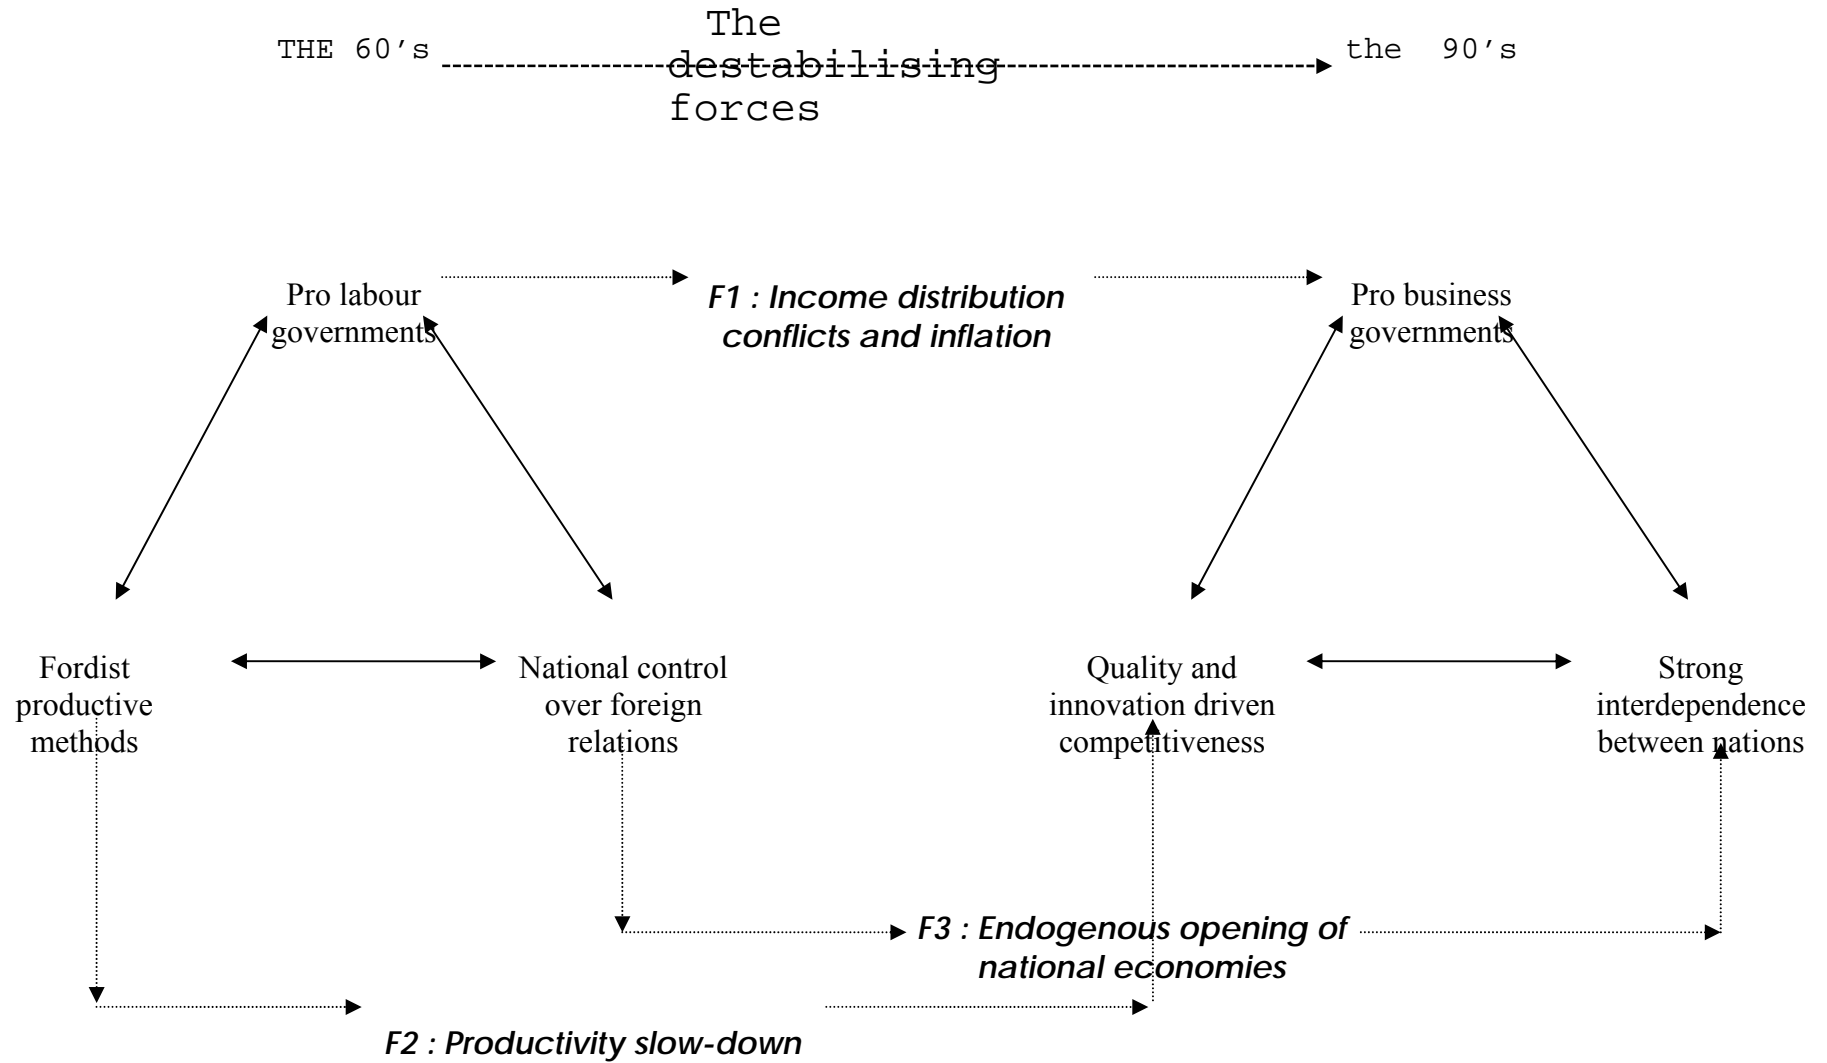 The
THE 60's
the 90's
destabilising
forces
Pro labour
governments
F1 : Income distribution
conflicts and inflation
Pro business
governments
Fordist
productive
methods
National control
over foreign
relations
Quality and
innovation driven
competitiveness
Strong
interdependence
between nations
F3 : Endogenous opening of
national economies
F2 : Productivity slow-down